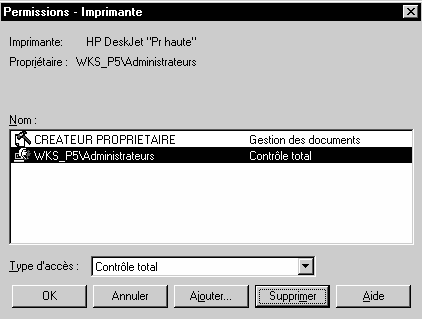 Permissions - Imprimante
Imprimante: HP DeskJet "Pr haute"
Propriétaire : WKS_P5\Administrateurs
Nom :
CREATEUR PROPRIETAIRE Gestion des documents
WKS_P5\Administrateurs Contrôle total
Type d'accès : Contrôle total
OK Annuler Ajouter... Supprimer Aide